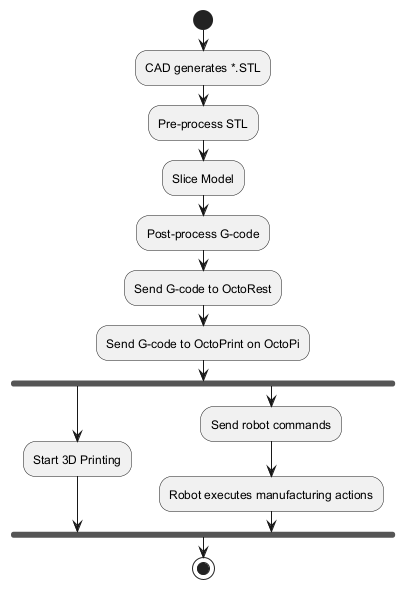 CAD generates *.STL
Pre-process STL
Slice Model
Post-process G-code
Send G-code to OctoRest
Send G-code to OctoPrint on OctoPi
Send robot commands
Start 3D Printing
Robot executes manufacturing actions